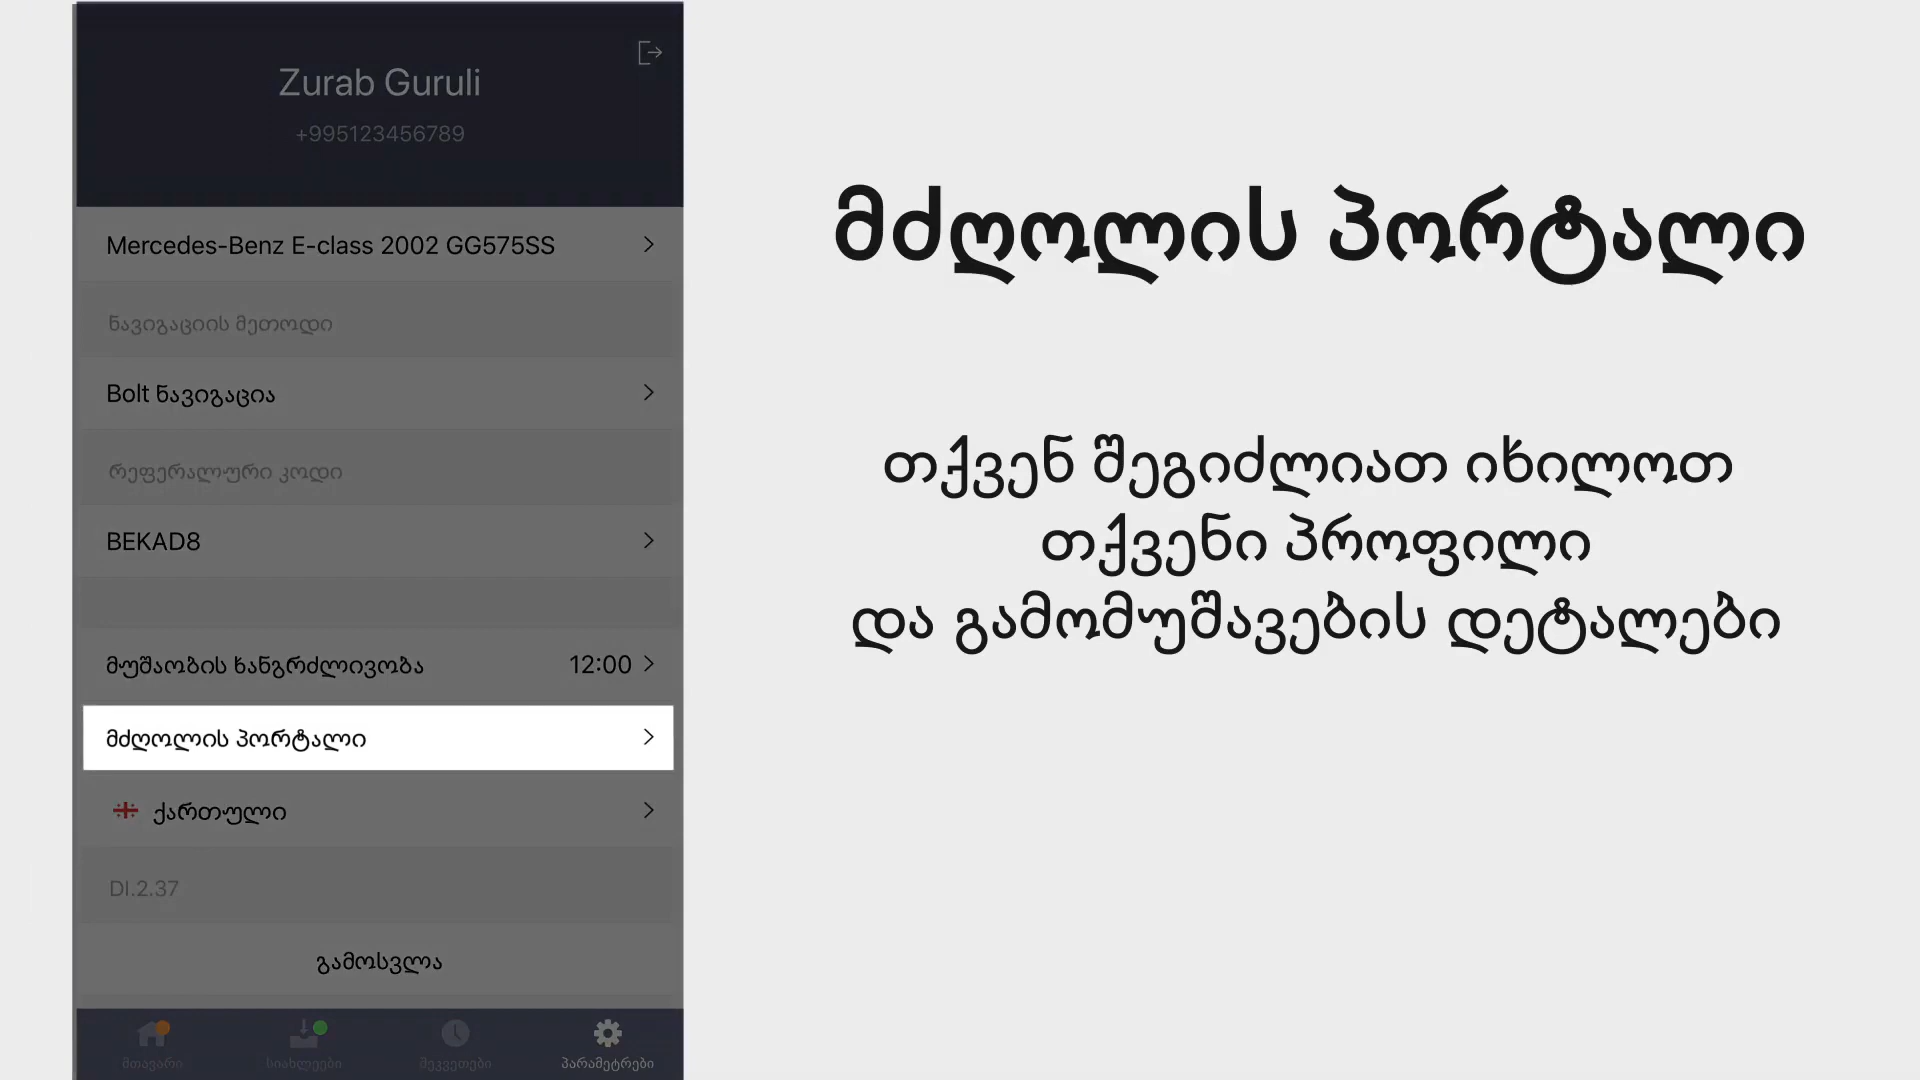 Zurab Guruli
+995123456789
Mercedes-Benz E-class 2002 GG575SS
ნავიგაციის მეთოდი
Bolt ნავიგაცია
რეფერალური კოდი
BEKAD8
მუშაობის ხანგრძლივობა 12:00
მძღოლის პორტალი
ქართული
DI.2.37
გამოსვლა
მთავარი სიახლეები შეკვეთები პარამეტრები
მძღოლის პორტალი
თქვენ შეგიძლიათ იხილოთ
თქვენი პროფილი
და გამომუშავების დეტალები